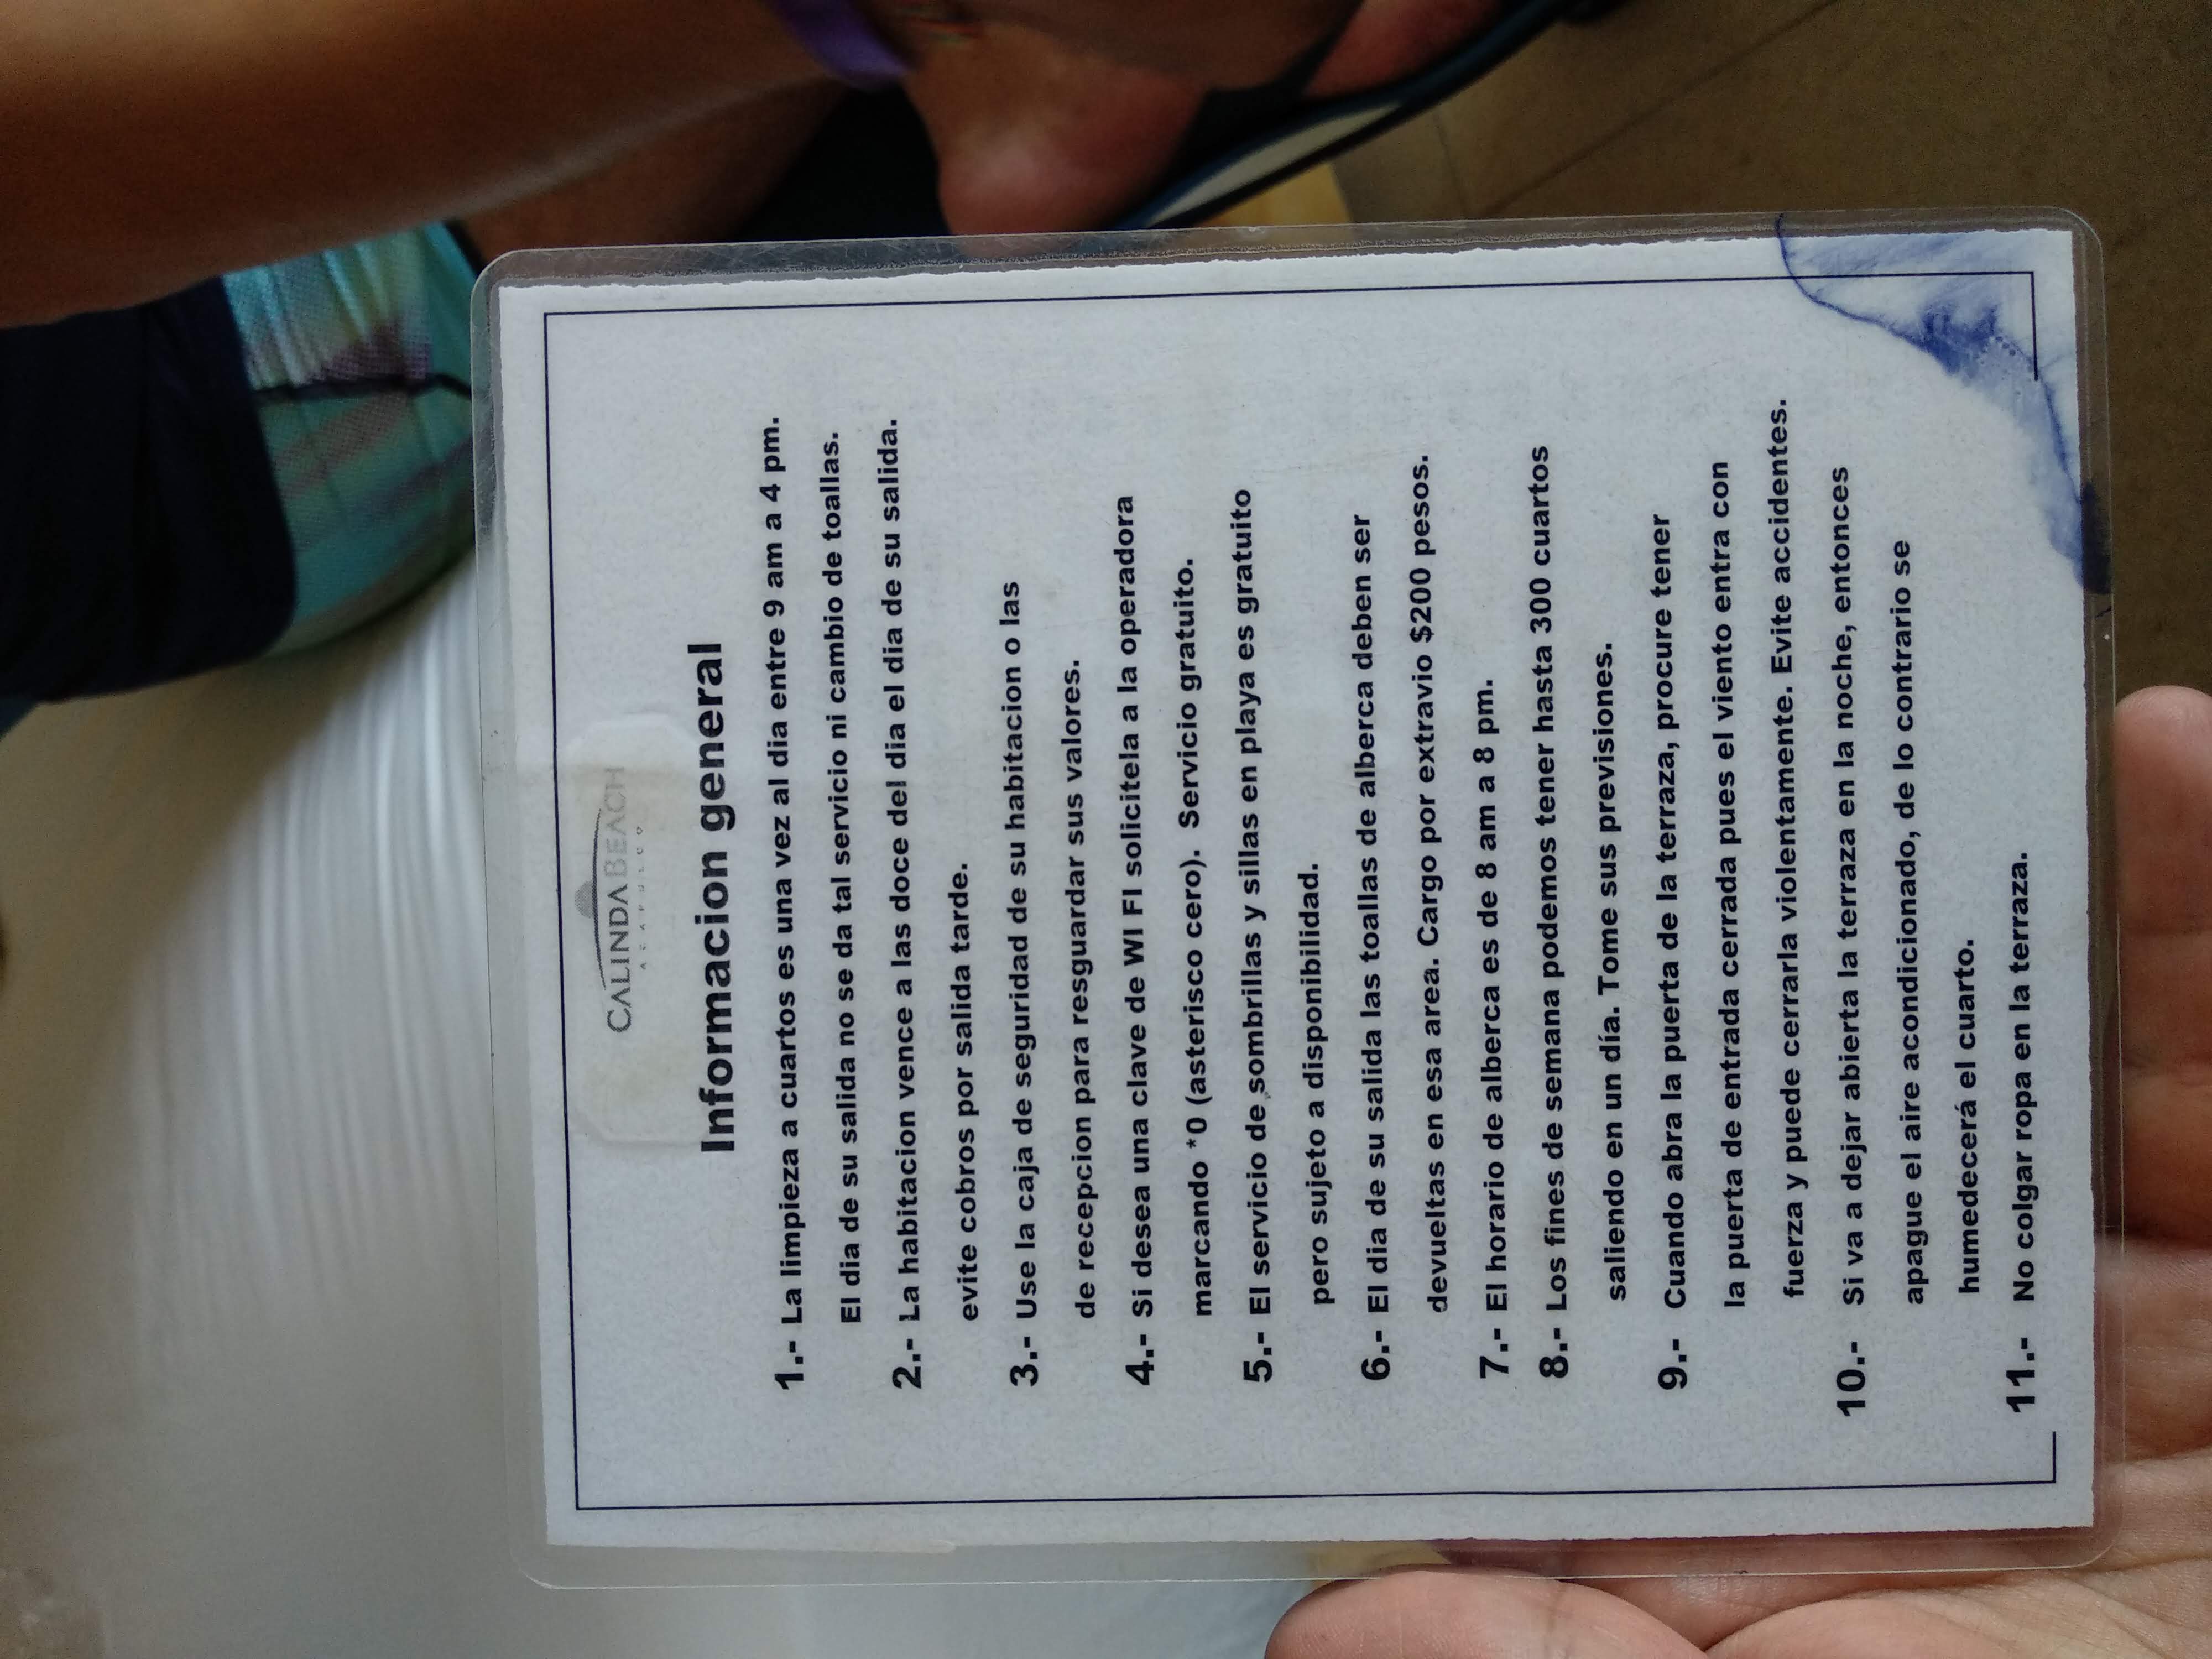 CALINDA BEACH
ACAPULCO
Informacion general
1.- La limpieza a cuartos es una vez al dia entre 9 am a 4 pm.
El dia de su salida no se da tal servicio ni cambio de toallas.
2.- La habitacion vence a las doce del dia el dia de su salida.
evite cobros por salida tarde.
3.- Use la caja de seguridad de su habitacion o las
de recepcion para resguardar sus valores.
4.- Si desea una clave de WI FI solicitela a la operadora
marcando *0 (asterisco cero). Servicio gratuito.
5.- El servicio de sombrillas y sillas en playa es gratuito
pero sujeto a disponibilidad.
6.- El dia de su salida las toallas de alberca deben ser
devueltas en esa area. Cargo por extravio $200 pesos.
7.- El horario de alberca es de 8 am a 8 pm.
8.- Los fines de semana podemos tener hasta 300 cuartos
saliendo en un día. Tome sus previsiones.
9.- Cuando abra la puerta de la terraza, procure tener
la puerta de entrada cerrada pues el viento entra con
fuerza y puede cerrarla violentamente. Evite accidentes.
10.- Si va a dejar abierta la terraza en la noche, entonces
apague el aire acondicionado, de lo contrario se
humedecerá el cuarto.
11.- No colgar ropa en la terraza.